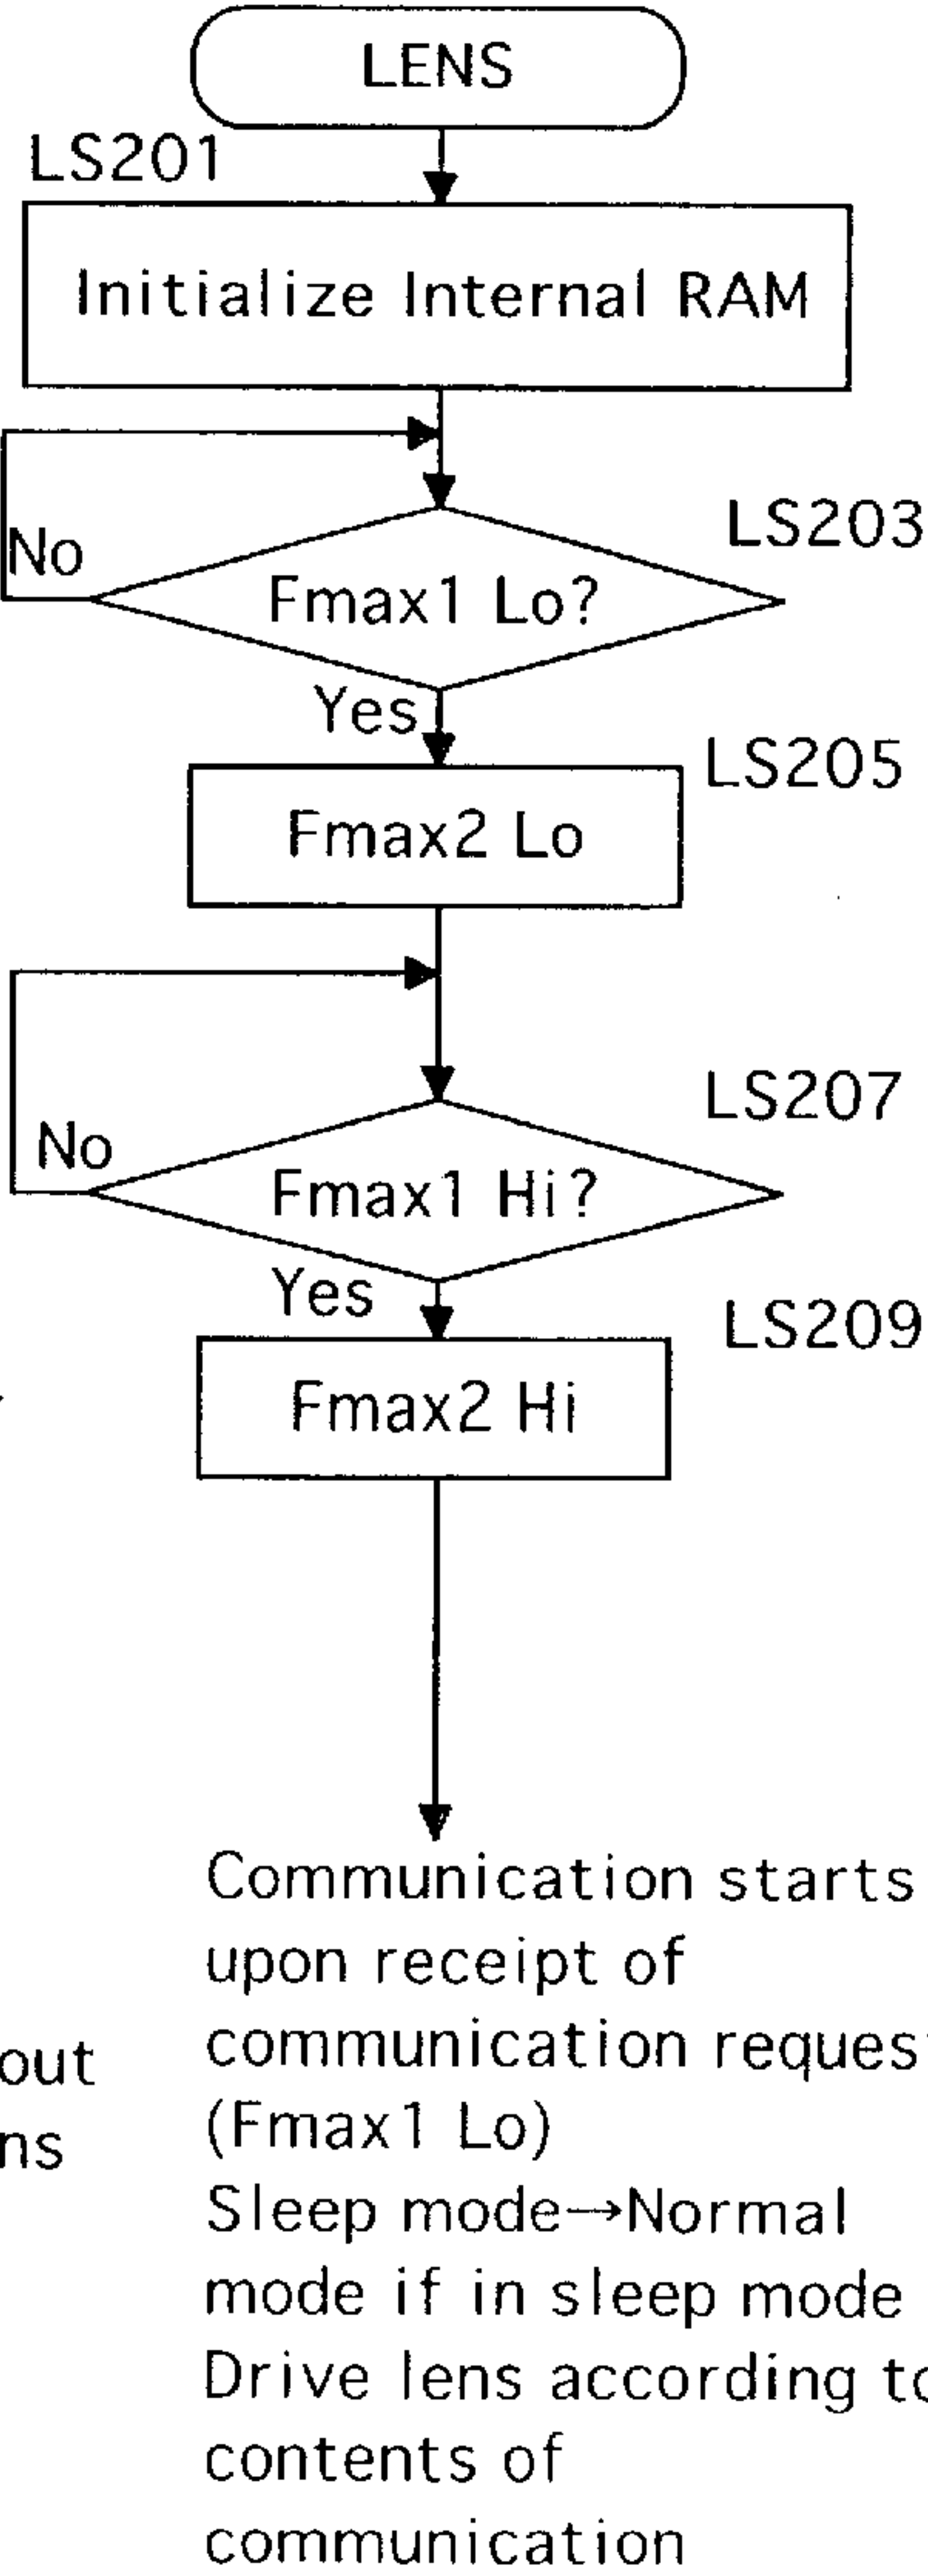 LENS
LS201
Initialize Internal RAM
No
LS203
Fmax1 Lo?
Yes
LS205
Fmax2 Lo
LS207
No
Fmax1 Hi?
Yes
LS209
Fmax2 Hi
Communication starts
upon receipt of
out
communication request
ns
(Fmax1 Lo)
Sleep mode→Normal
mode if in sleep mode
Drive lens according to
contents of
communication